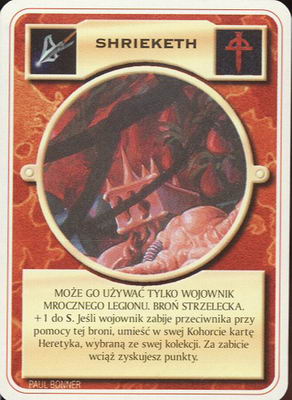 SHRIEKETH
MOŻE GO UŻYWAĆ TYLKO WOJOWNIK
MROCZNEGO LEGIONU. BROŃ STRZELECKA.
+1 do S. Jeśli wojownik zabije przeciwnika przy
pomocy tej broni, umieść w swej Kohorcie kartę
Heretyka, wybraną ze swej kolekcji. Za zabicie
wciąż zyskujesz punkty.
PAUL BONNER